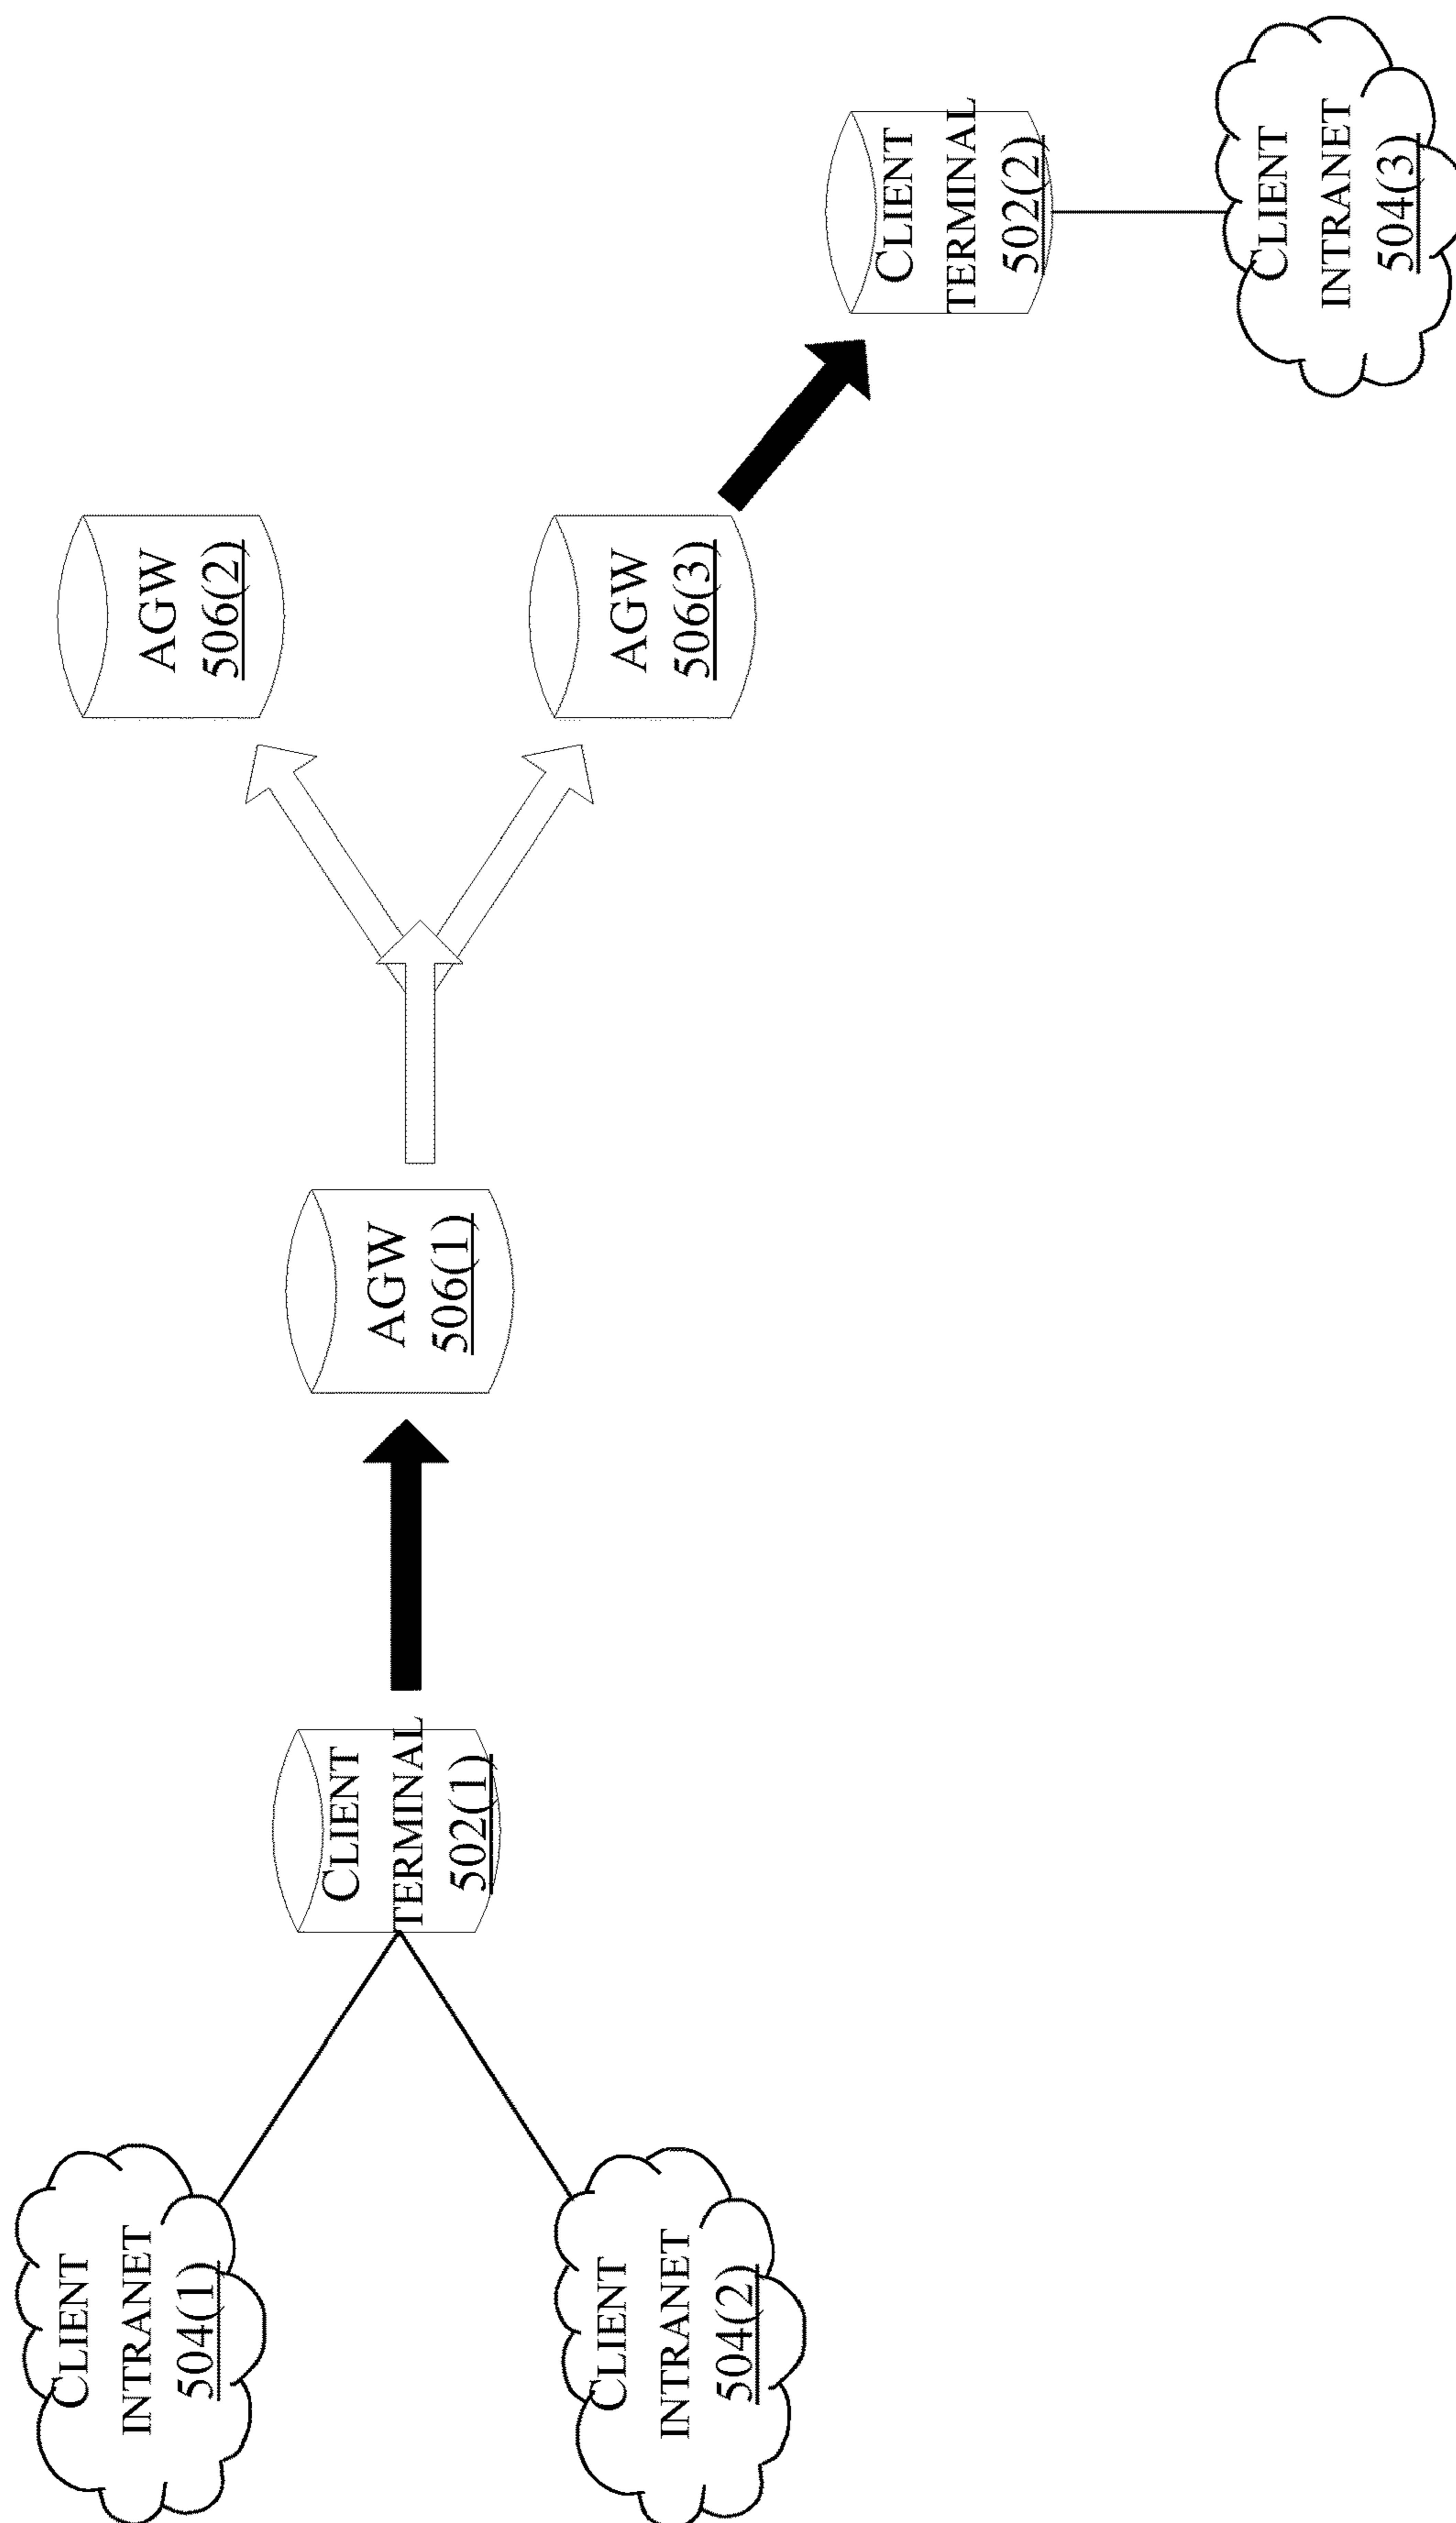 CLIENT
INTRANET
504(1)
CLIENT
INTRANET
504(2)
CLIENT
TERMINAL
502(1)
AGW
506(1)
AGW
506(2)
AGW
506(3)
CLIENT
TERMINAL
502(2)
CLIENT
INTRANET
504(3)